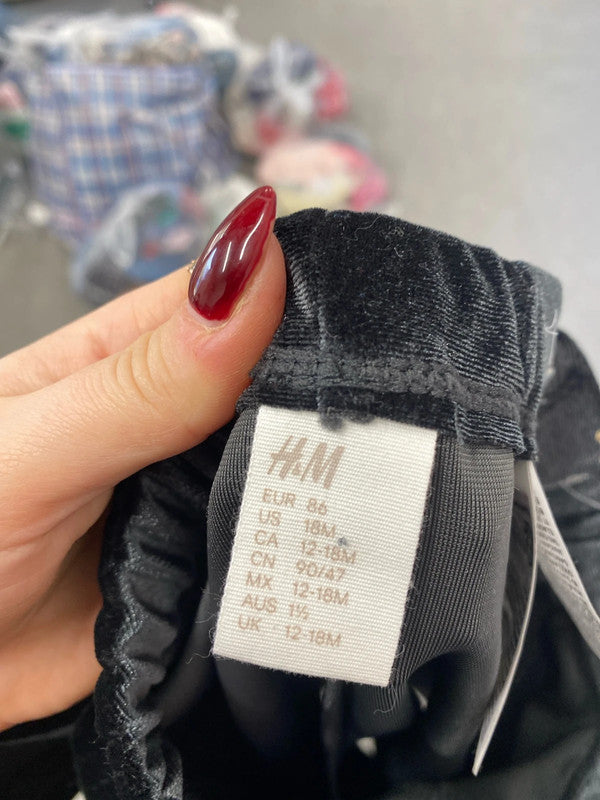 H&M
EUR 86
US 18M
CA 12-18M
CN 90/47
MX 12-18M
AUS 1½
UK 12-18M